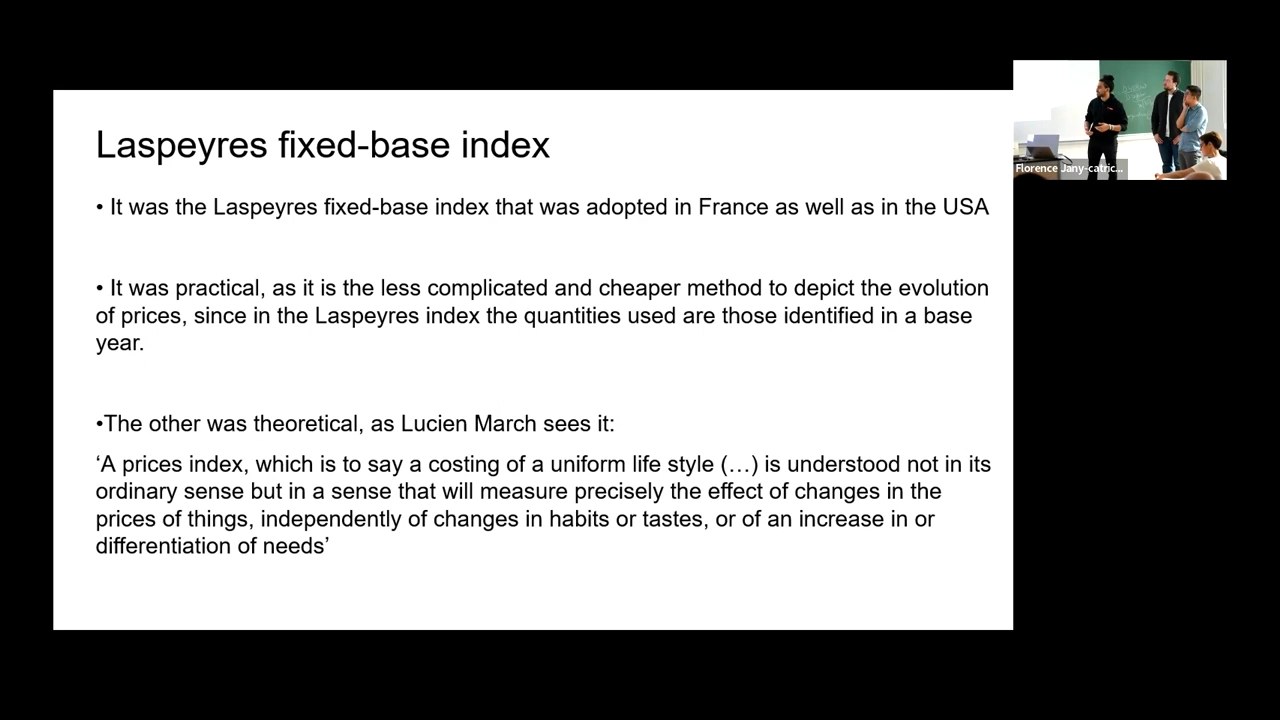 Laspeyres fixed-base index
• It was the Laspeyres fixed-base index that was adopted in France as well as in the USA
• It was practical, as it is the less complicated and cheaper method to depict the evolution
of prices, since in the Laspeyres index the quantities used are those identified in a base
year.
•The other was theoretical, as Lucien March sees it:
‘A prices index, which is to say a costing of a uniform life style (…) is understood not in its
ordinary sense but in a sense that will measure precisely the effect of changes in the
prices of things, independently of changes in habits or tastes, or of an increase in or
differentiation of needs’
Florence Jany-catric...